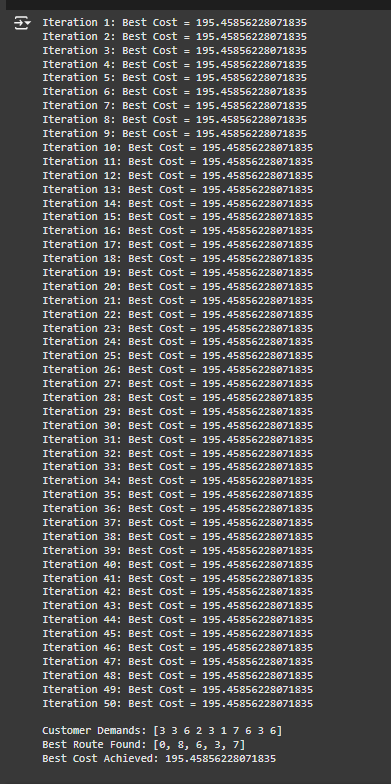 Iteration 1: Best Cost = 195.45856228071835
Iteration 2: Best Cost = 195.45856228071835
Iteration 3: Best Cost = 195.45856228071835
Iteration 4: Best Cost = 195.45856228071835
Iteration 5: Best Cost = 195.45856228071835
Iteration 6: Best Cost = 195.45856228071835
Iteration 7: Best Cost = 195.45856228071835
Iteration 8: Best Cost = 195.45856228071835
Iteration 9: Best Cost = 195.45856228071835
Iteration 10: Best Cost = 195.45856228071835
Iteration 11: Best Cost = 195.45856228071835
Iteration 12: Best Cost = 195.45856228071835
Iteration 13: Best Cost = 195.45856228071835
Iteration 14: Best Cost = 195.45856228071835
Iteration 15: Best Cost = 195.45856228071835
Iteration 16: Best Cost = 195.45856228071835
Iteration 17: Best Cost = 195.45856228071835
Iteration 18: Best Cost = 195.45856228071835
Iteration 19: Best Cost = 195.45856228071835
Iteration 20: Best Cost = 195.45856228071835
Iteration 21: Best Cost = 195.45856228071835
Iteration 22: Best Cost = 195.45856228071835
Iteration 23: Best Cost = 195.45856228071835
Iteration 24: Best Cost = 195.45856228071835
Iteration 25: Best Cost = 195.45856228071835
Iteration 26: Best Cost = 195.45856228071835
Iteration 27: Best Cost = 195.45856228071835
Iteration 28: Best Cost = 195.45856228071835
Iteration 29: Best Cost = 195.45856228071835
Iteration 30: Best Cost = 195.45856228071835
Iteration 31: Best Cost = 195.45856228071835
Iteration 32: Best Cost = 195.45856228071835
Iteration 33: Best Cost = 195.45856228071835
Iteration 34: Best Cost = 195.45856228071835
Iteration 35: Best Cost = 195.45856228071835
Iteration 36: Best Cost = 195.45856228071835
Iteration 37: Best Cost = 195.45856228071835
Iteration 38: Best Cost = 195.45856228071835
Iteration 39: Best Cost = 195.45856228071835
Iteration 40: Best Cost = 195.45856228071835
Iteration 41: Best Cost = 195.45856228071835
Iteration 42: Best Cost = 195.45856228071835
Iteration 43: Best Cost = 195.45856228071835
Iteration 44: Best Cost = 195.45856228071835
Iteration 45: Best Cost = 195.45856228071835
Iteration 46: Best Cost = 195.45856228071835
Iteration 47: Best Cost = 195.45856228071835
Iteration 48: Best Cost = 195.45856228071835
Iteration 49: Best Cost = 195.45856228071835
Iteration 50: Best Cost = 195.45856228071835
Customer Demands: [3 3 6 2 3 1 7 6 3 6]
Best Route Found: [0, 8, 6, 3, 7]
Best Cost Achieved: 195.45856228071835